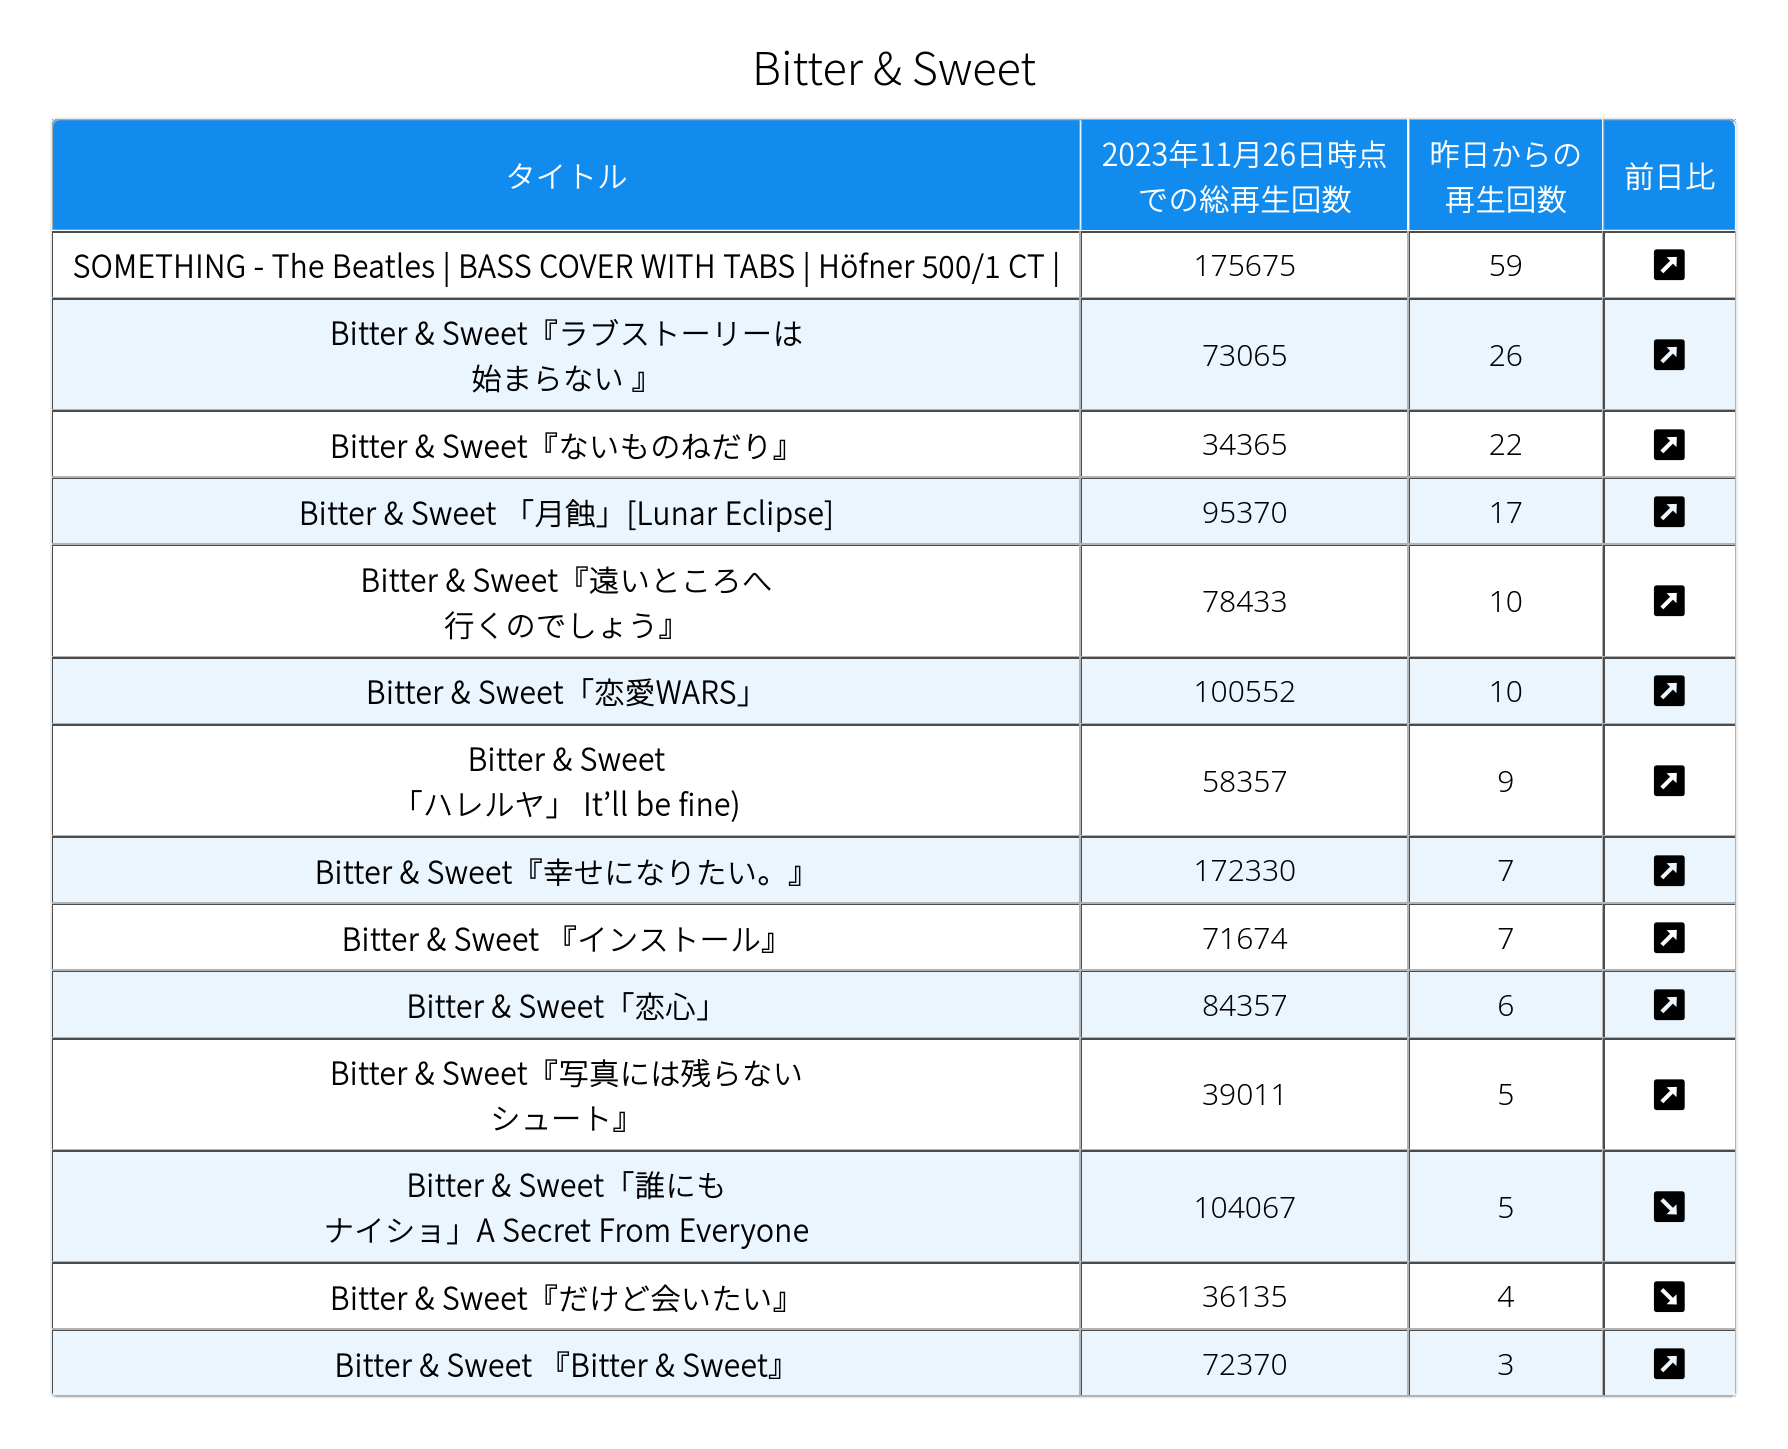 Bitter & Sweet
タイトル
2023年11月26日時点
での総再生回数
昨日からの
再生回数
前日比
SOMETHING - The Beatles | BASS COVER WITH TABS | Höfner 500/1 CT |
175675
59
Bitter & Sweet『ラブストーリーは
始まらない 』
73065
26
Bitter & Sweet『ないものねだり』
34365
22
Bitter & Sweet 「月蝕」[Lunar Eclipse]
95370
17
Bitter & Sweet『遠いところへ
行くのでしょう』
78433
10
Bitter & Sweet「恋愛WARS」
100552
10
Bitter & Sweet
「ハレルヤ」 It’ll be fine)
58357
9
Bitter & Sweet『幸せになりたい。』
172330
7
Bitter & Sweet 『インストール』
71674
7
Bitter & Sweet「恋心」
84357
6
Bitter & Sweet『写真には残らない
シュート』
39011
5
Bitter & Sweet「誰にも
ナイショ」A Secret From Everyone
104067
5
Bitter & Sweet『だけど会いたい』
36135
4
Bitter & Sweet 『Bitter & Sweet』
72370
3